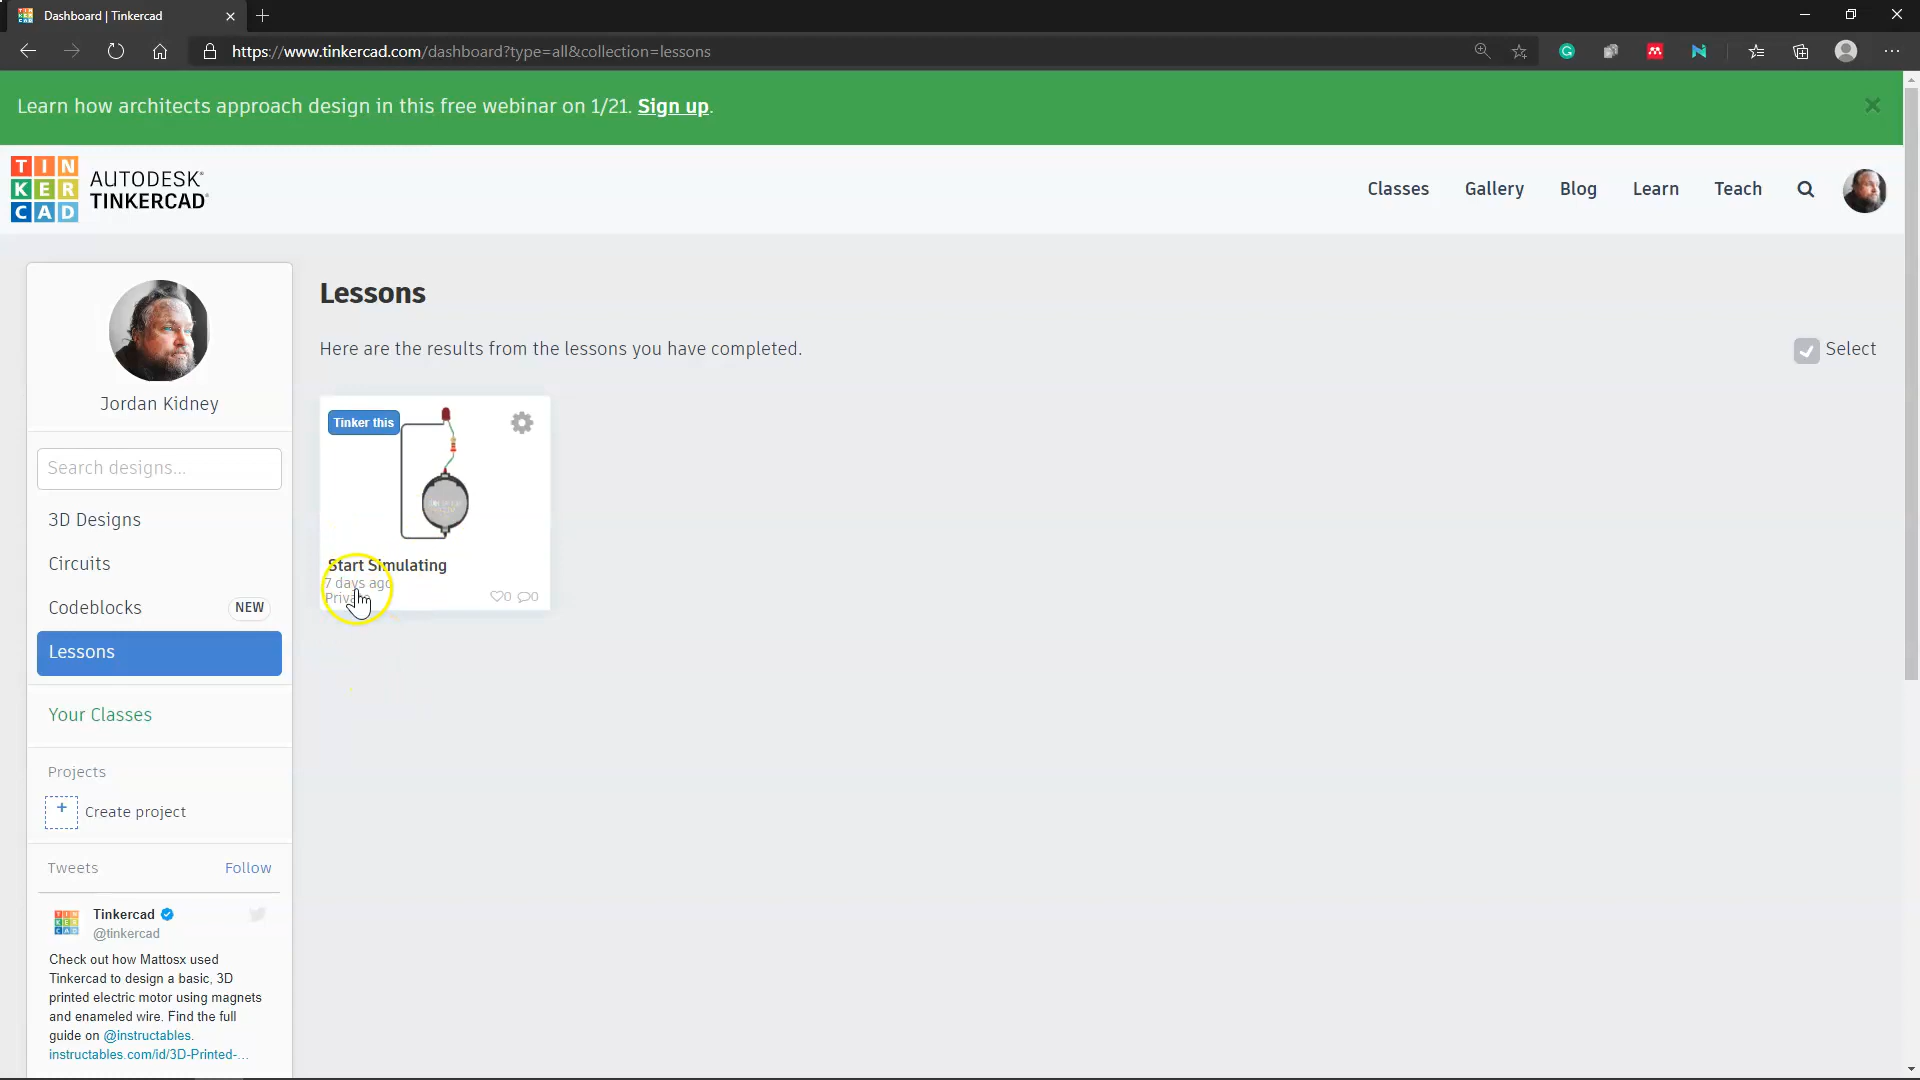 Dashboard | Tinkercad
https://www.tinkercad.com/dashboard?type=all&collection=lessons
Learn how architects approach design in this free webinar on 1/21. Sign up.
TIN
KER
CAD
AUTODESK®
TINKERCAD®
Classes
Gallery
Blog
Learn
Teach
Jordan Kidney
Search designs...
3D Designs
Circuits
Codeblocks
NEW
Lessons
Your Classes
Projects
+ Create project
Tweets
Follow
Tinkercad
@tinkercad
Check out how Mattosx used
Tinkercad to design a basic, 3D
printed electric motor using magnets
and enameled wire. Find the full
guide on @instructables.
instructables.com/id/3D-Printed-...
Lessons
Here are the results from the lessons you have completed.
Select
Tinker this
Start Simulating
7 days ago
Private
0 0